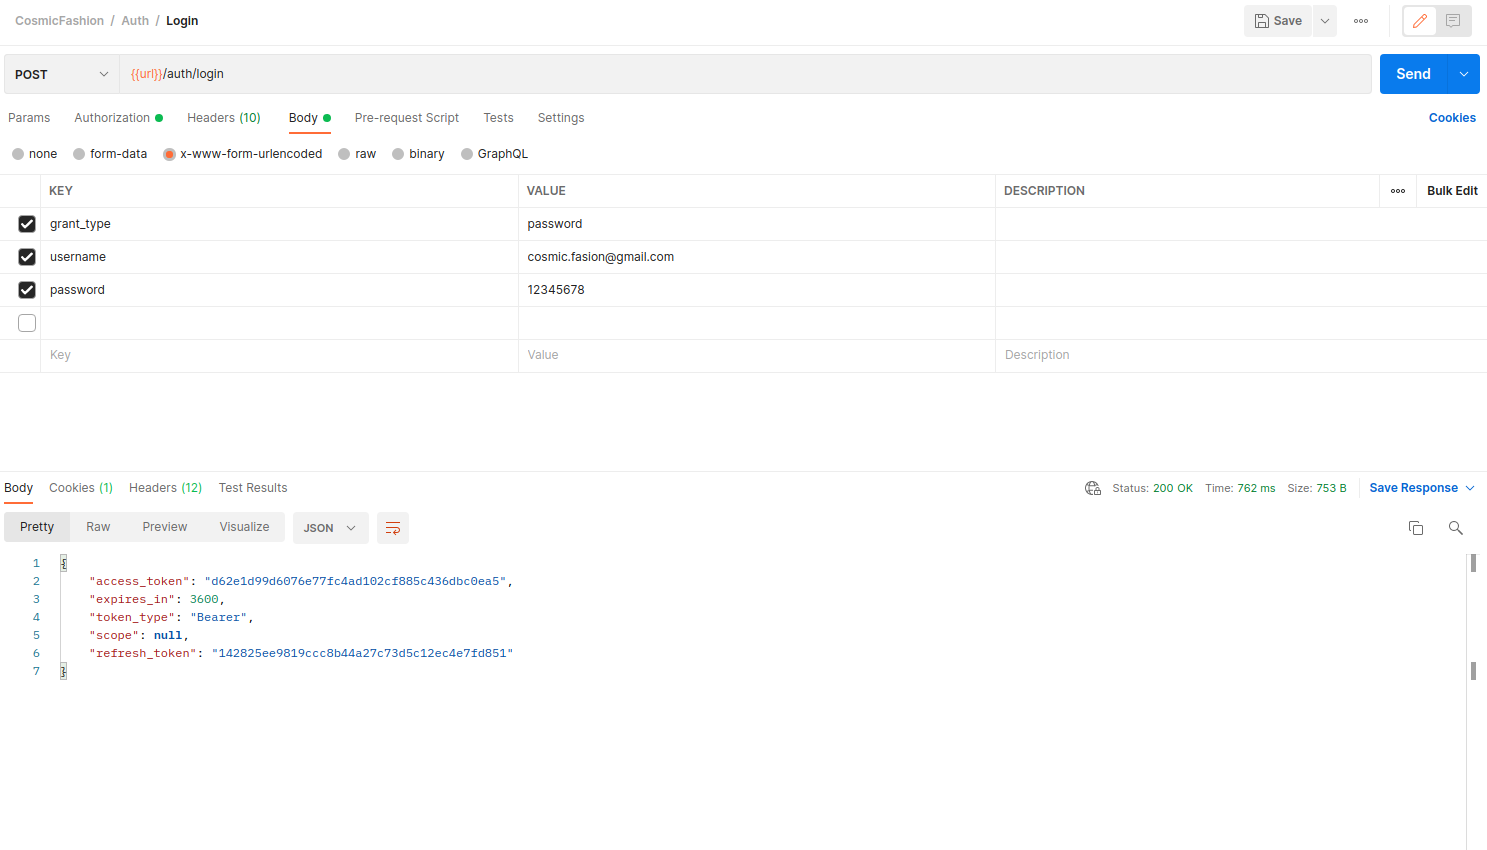 CosmicFashion / Auth / Login
Save
POST
{{url}}/auth/login
Send
Params Authorization Headers (10) Body Pre-request Script Tests Settings Cookies
none form-data x-www-form-urlencoded raw binary GraphQL
KEY VALUE DESCRIPTION Bulk Edit
grant_type password
username cosmic.fasion@gmail.com
password 12345678
Key Value Description
Body Cookies (1) Headers (12) Test Results Status: 200 OK Time: 762 ms Size: 753 B Save Response
Pretty Raw Preview Visualize JSON
1 {
2 "access_token": "d62e1d99d6076e77fc4ad102cf885c436dbc0ea5",
3 "expires_in": 3600,
4 "token_type": "Bearer",
5 "scope": null,
6 "refresh_token": "142825ee9819ccc8b44a27c73d5c12ec4e7fd851"
7 }